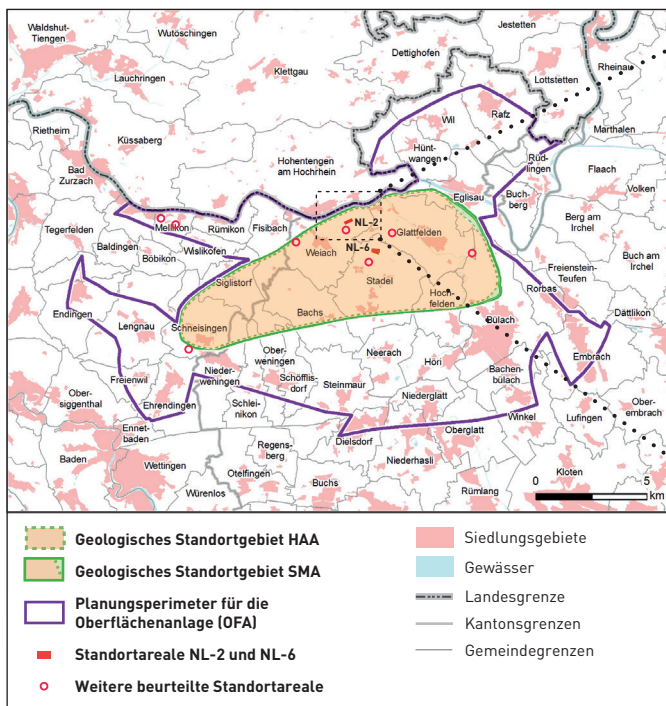 Waldshut-
Tiengen
Wutöschingen
Jestetten
Dettighofen
Rheinau
Lauchringen
Klettgau
Lottstetten
Wil
Rafz
Rietheim
Küssaberg
Marthalen
Hohentengen
am Hochrhein
Hünt-
wangen
Rüd-
lingen
Flaach
Bad
Zurzach
Buch-
berg
Volken
Eglisau
Mellikon
Rümikon
Fisibach
NL-2
Berg am
Irchel
Tegerfelden
Glattfelden
Baldingen
Wislikofen
Weiach
NL-6
Buch am
Irchel
Böbikon
Siglistorf
Stadel
Freienstein-
Teufen
Hoch-
felden
Rorbas
Endingen
Bachs
Dättlikon
Lengnau
Schneisingen
Bülach
Ober-
weningen
Neerach
Embrach
Freienwil
Nieder-
weningen
Schöfflis-
dorf
Höri
Bachen-
bülach
Steinmaur
Ober-
siggenthal
Ehrendingen
Schlei-
nikon
Niederglatt
Winkel
Lufingen
Ober-
embrach
Ennet-
baden
Dielsdorf
Oberglatt
Baden
Regens-
berg
Wettingen
Otelfingen
Niederhasli
Kloten
Würenlos
Buchs
Rümlang
0 5
km
Geologisches Standortgebiet HAA
Geologisches Standortgebiet SMA
Planungsperimeter für die
Oberflächenanlage (OFA)
Standortareale NL-2 und NL-6
Weitere beurteilte Standortareale
Siedlungsgebiete
Gewässer
Landesgrenze
Kantonsgrenzen
Gemeindegrenzen